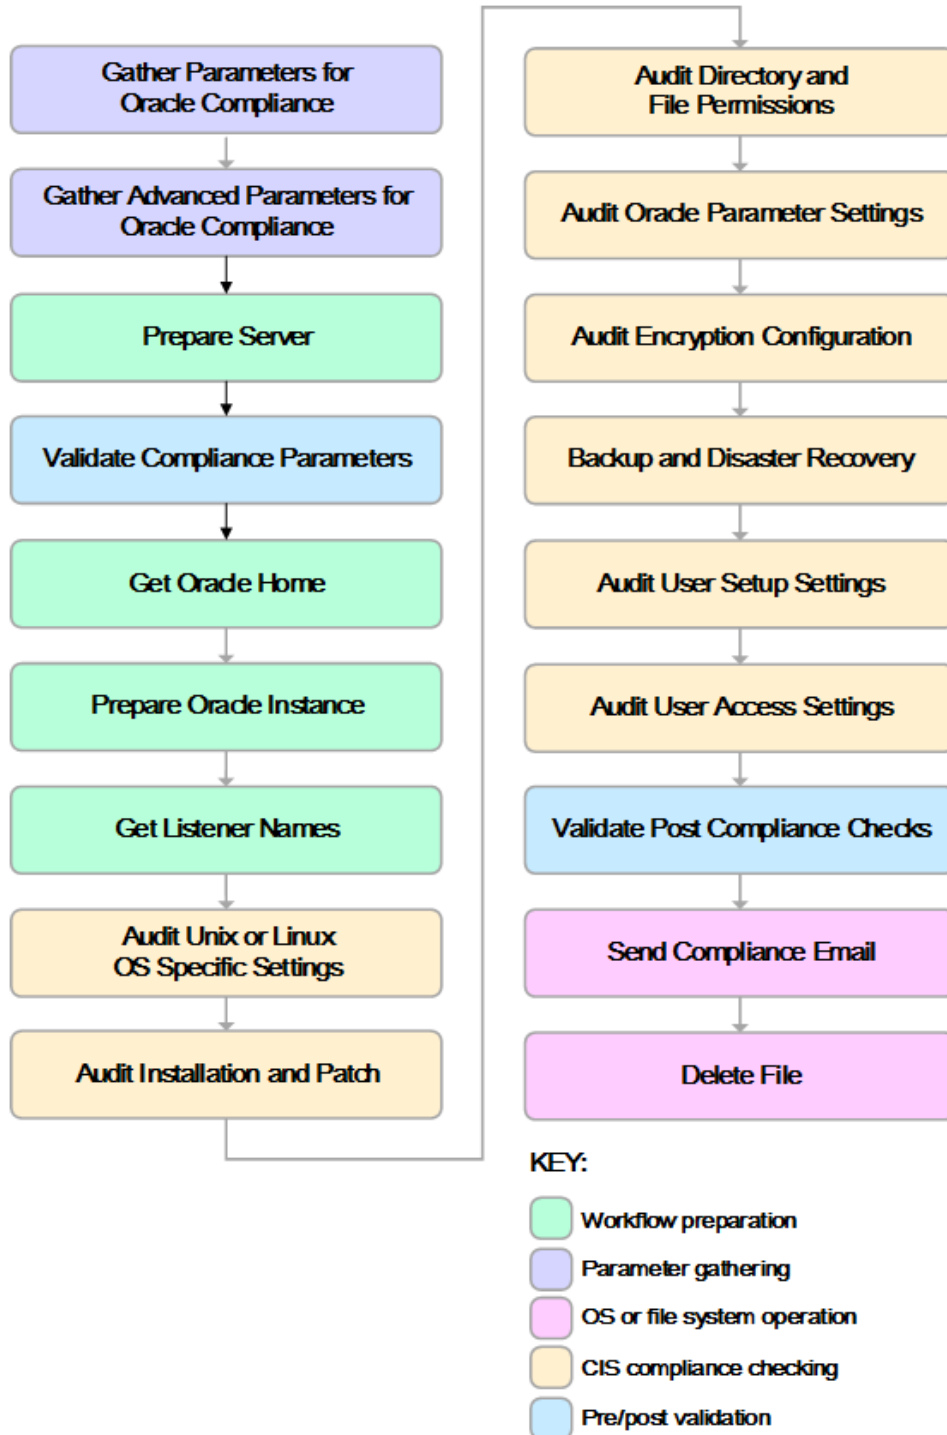 Gather Parameters for
Oracle Compliance
Gather Advanced Parameters for
Oracle Compliance
Prepare Server
Validate Compliance Parameters
Get Oracle Home
Prepare Oracle Instance
Get Listener Names
Audit Unix or Linux
OS Specific Settings
Audit Installation and Patch
Audit Directory and
File Permissions
Audit Oracle Parameter Settings
Audit Encryption Configuration
Backup and Disaster Recovery
Audit User Setup Settings
Audit User Access Settings
Validate Post Compliance Checks
Send Compliance Email
Delete File
KEY:
Workflow preparation
Parameter gathering
OS or file system operation
CIS compliance checking
Pre/post validation